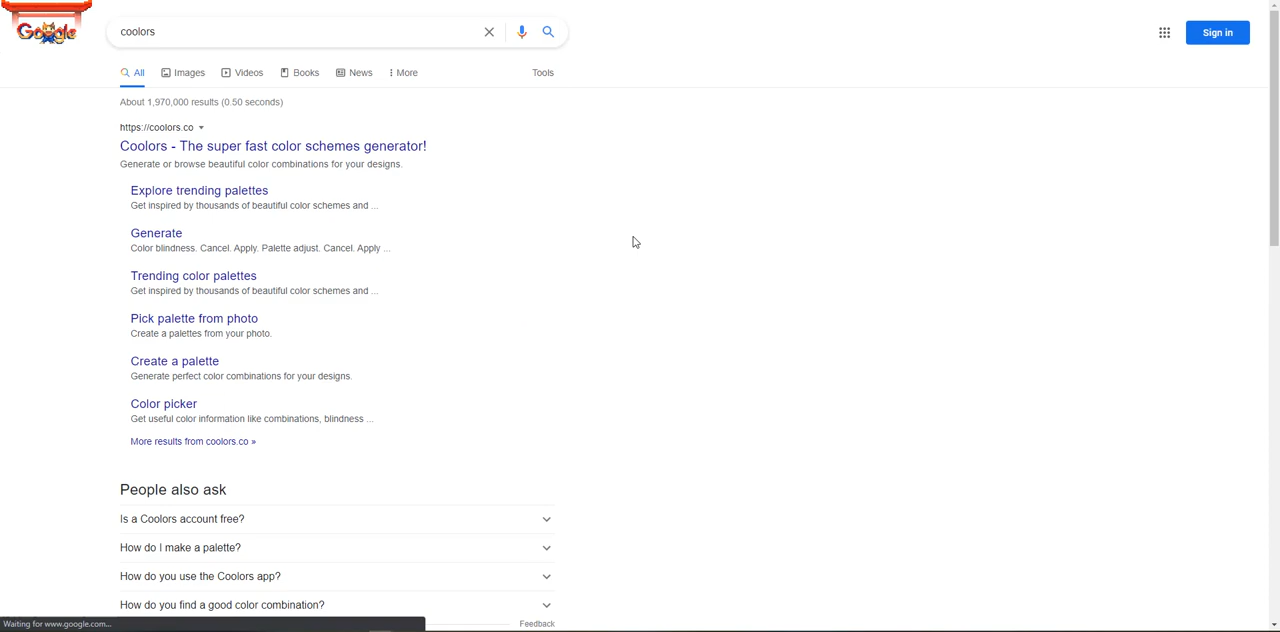 Google
coolors
Sign in
All Images Videos Books News More Tools
About 1,970,000 results (0.50 seconds)
https://coolors.co
Coolors - The super fast color schemes generator!
Generate or browse beautiful color combinations for your designs.
Explore trending palettes
Get inspired by thousands of beautiful color schemes and ...
Generate
Color blindness. Cancel. Apply. Palette adjust. Cancel. Apply ...
Trending color palettes
Get inspired by thousands of beautiful color schemes and ...
Pick palette from photo
Create a palettes from your photo.
Create a palette
Generate perfect color combinations for your designs.
Color picker
Get useful color information like combinations, blindness ...
More results from coolors.co »
People also ask
Is a Coolors account free?
How do I make a palette?
How do you use the Coolors app?
How do you find a good color combination?
Waiting for www.google.com...
Feedback